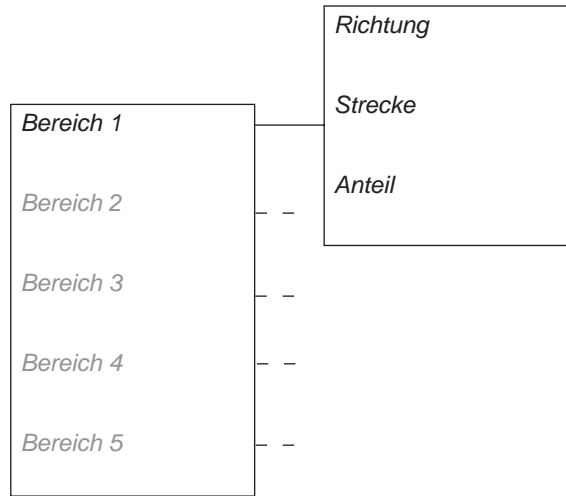 Richtung
Strecke
Anteil
Bereich 1
Bereich 2
Bereich 3
Bereich 4
Bereich 5